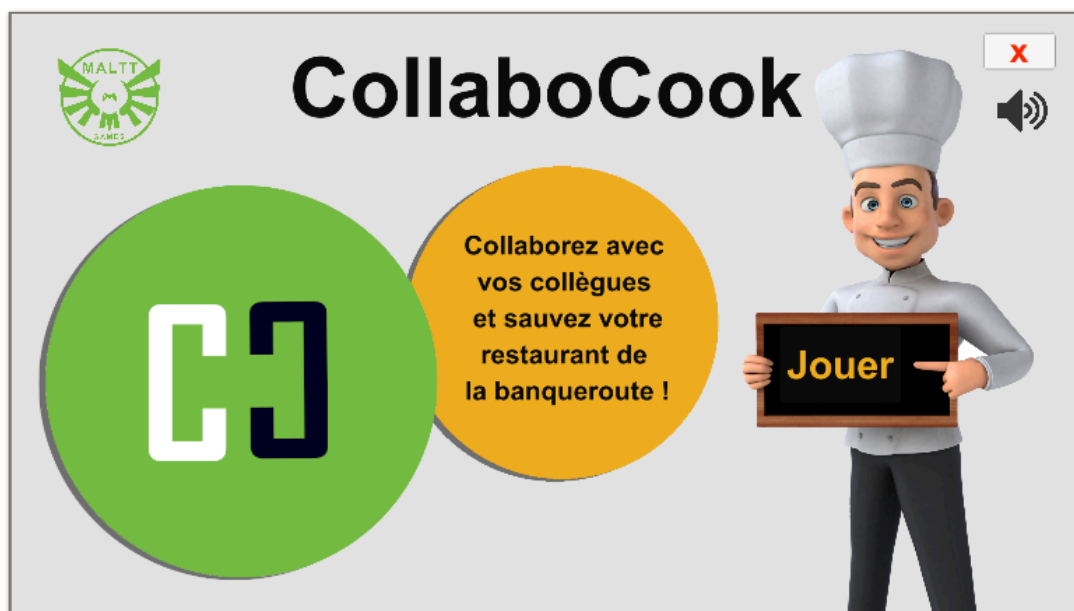 MALTT
GAMES
CollaboCook
X
Collaborez avec
vos collègues
et sauvez votre
restaurant de
la banqueroute !
Jouer